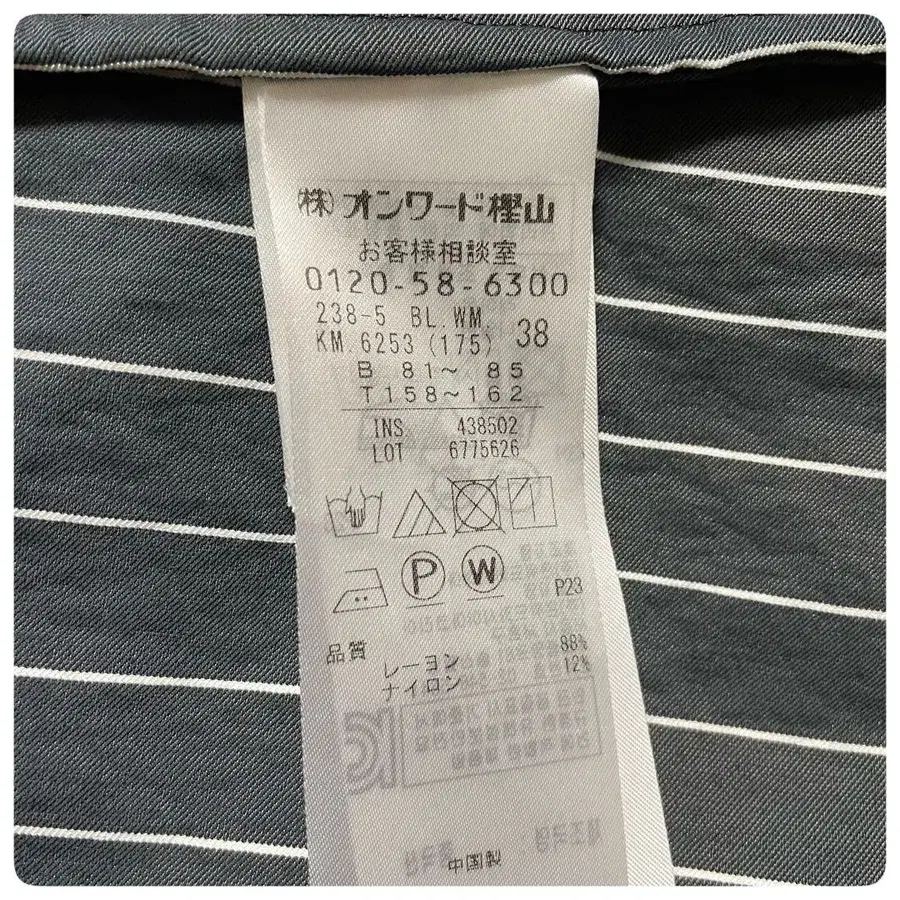 ㈱オンワード樫山
お客様相談室
0120-58-6300
238-5 BL.WM. 38
KM.6253(175)
B 81～ 85
T158～162
INS. 438502
LOT 6775626
P W
P23
品質
レーヨン 88%
ナイロン 12%
中国製